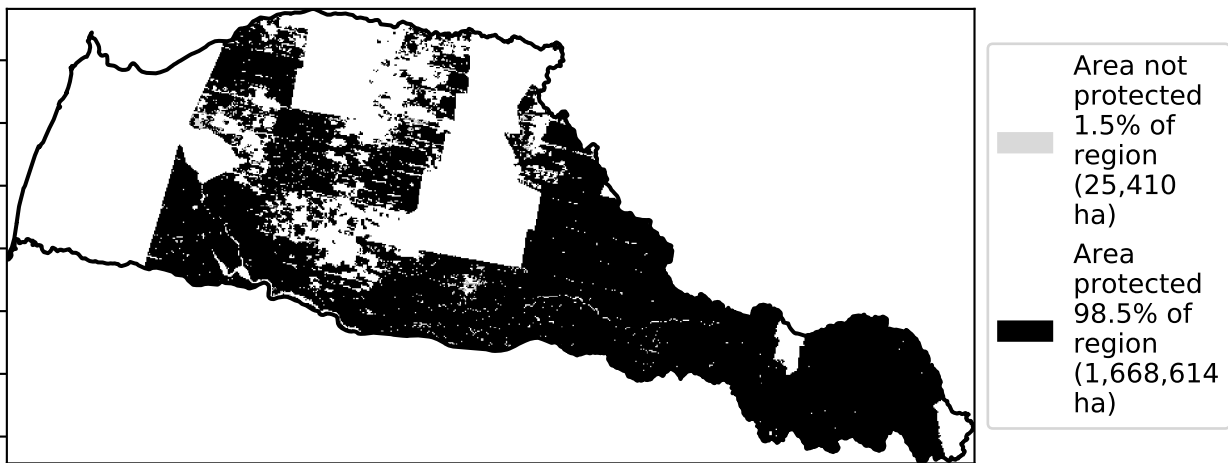 Area not
protected
1.5% of
region
(25,410
ha)
Area
protected
98.5% of
region
(1,668,614
ha)